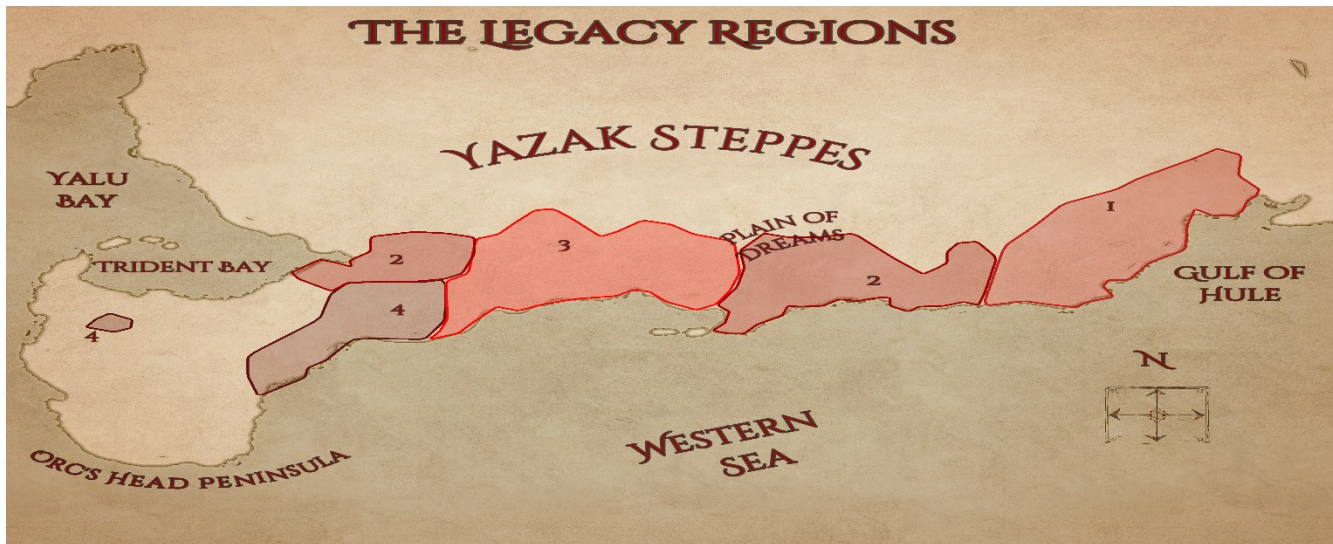 THE LEGACY REGIONS
YAZAK STEPPES
YALU
BAY
TRIDENT BAY
PLAIN OF
DREAMS
1
2
3
2
4
4
GULF OF
HULE
N
WESTERN
SEA
ORC'S HEAD PENINSULA